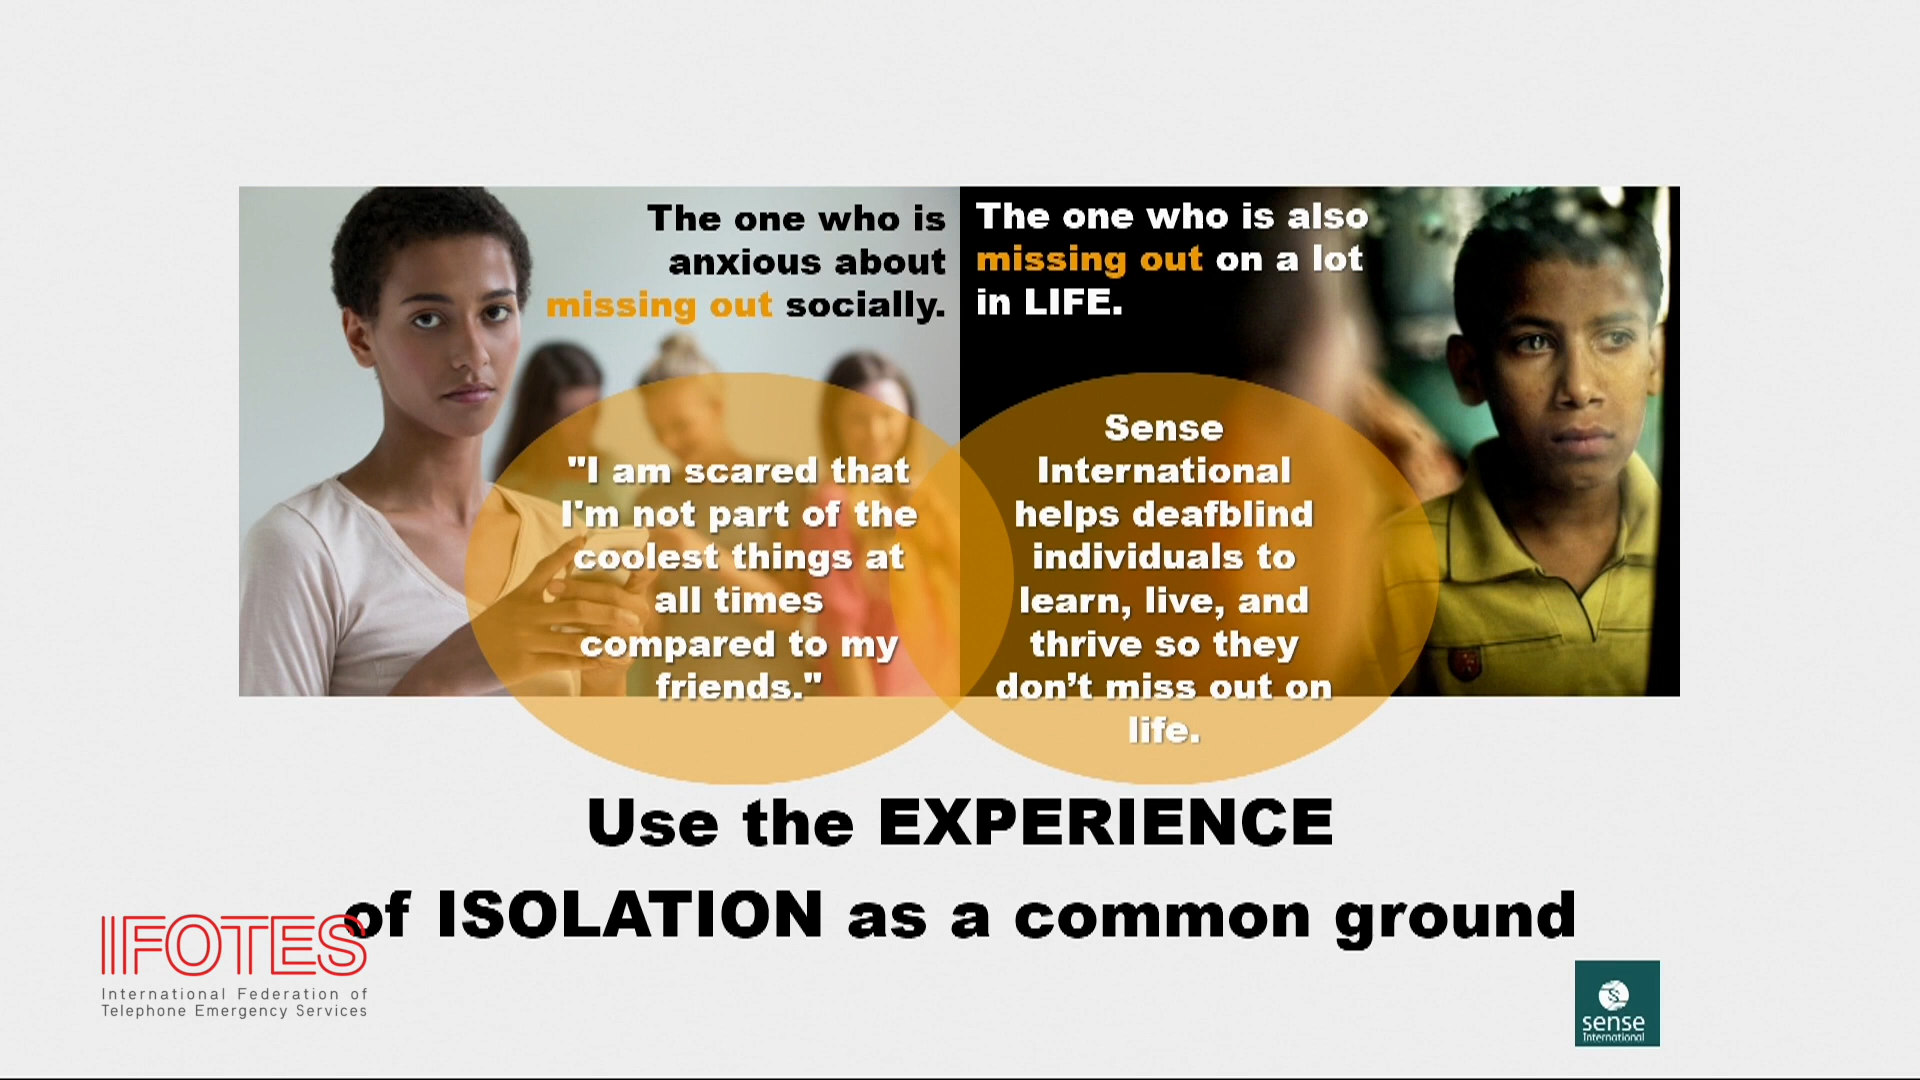 The one who is
anxious about
missing out socially.
The one who is also
missing out on a lot
in LIFE.
"I am scared that
I'm not part of the
coolest things at
all times
compared to my
friends."
Sense
International
helps deafblind
individuals to
learn, live, and
thrive so they
don’t miss out on
life.
Use the EXPERIENCE
of ISOLATION as a common ground
IFOTES
International Federation of
Telephone Emergency Services
sense
International